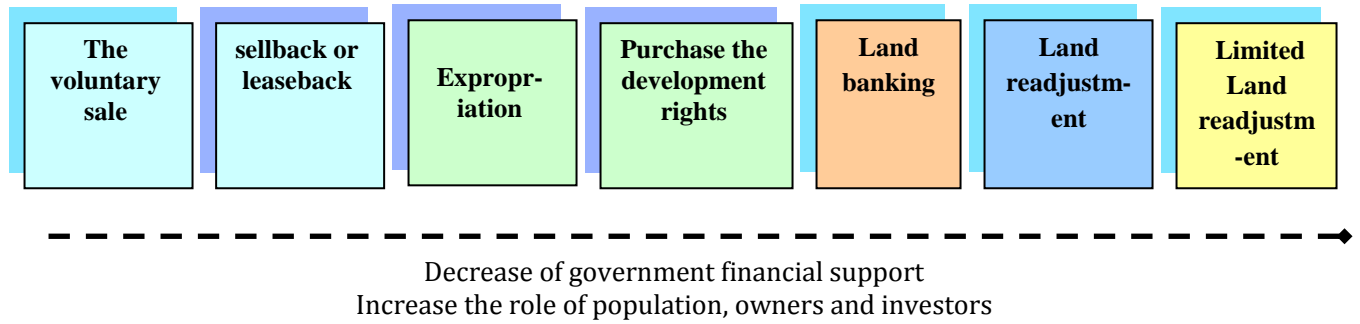 The
voluntary
sale
sellback or
leaseback
Expropr-
iation
Purchase the
development
rights
Land
banking
Land
readjustm-
ent
Limited
Land
readjustm
-ent
Decrease of government financial support
Increase the role of population, owners and investors